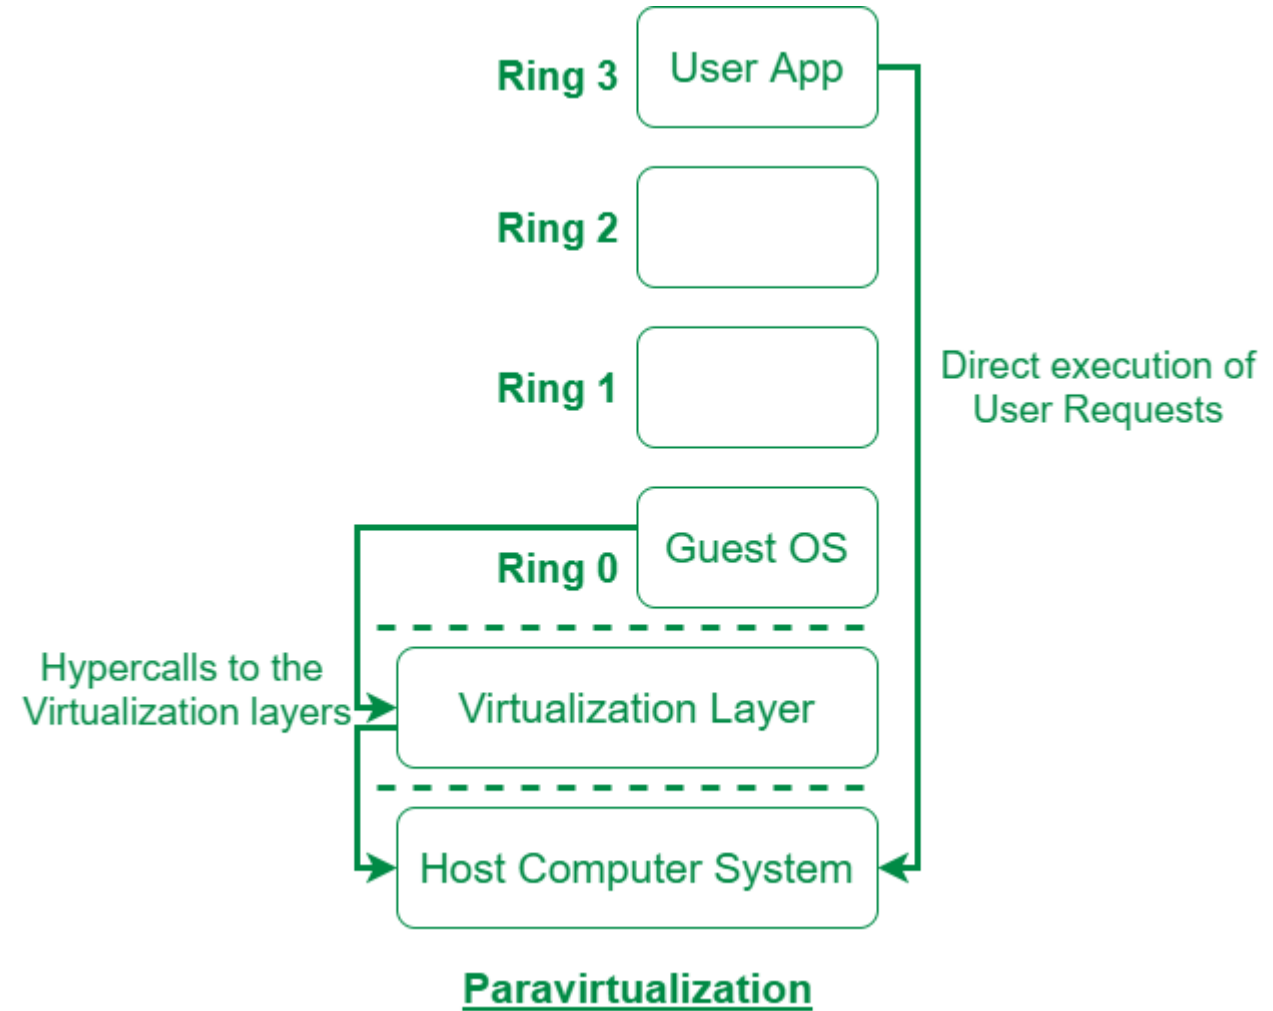 Ring 3
User App
Ring 2
Ring 1
Direct execution of
User Requests
Ring 0
Guest OS
Hypercalls to the
Virtualization layers
Virtualization Layer
Host Computer System
Paravirtualization